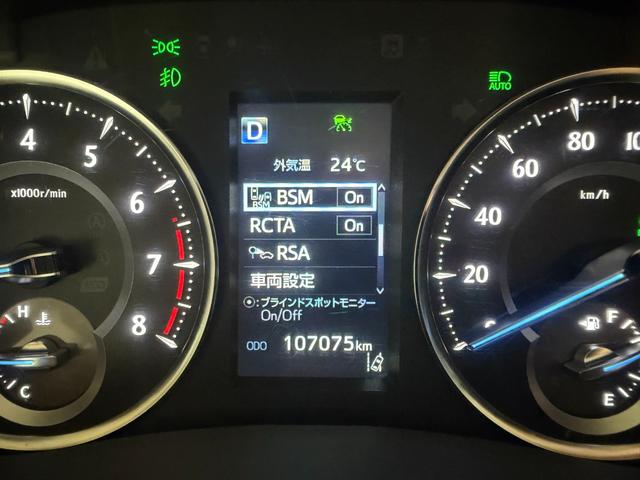 AUTO
D
外気温 24℃
BSM BSM On
RCTA On
RSA
車両設定
:ブラインドスポットモニター
On/Off
ODO 107075km
4
5
6
7
8
x1000r/min
H
C
20
40
60
80
100
km/h
F
E